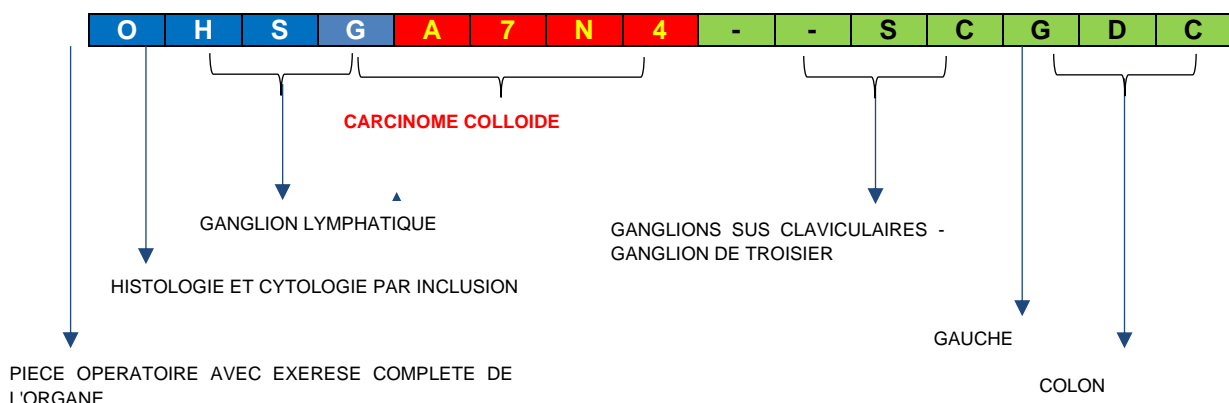 O H S G A 7 N 4 - - S C G D C
CARCINOME COLLOIDE
GANGLION LYMPHATIQUE
GANGLIONS SUS CLAVICULAIRES -
GANGLION DE TROISIER
HISTOLOGIE ET CYTOLOGIE PAR INCLUSION
GAUCHE
PIECE OPERATOIRE AVEC EXERESE COMPLETE DE
L'ORGANE
COLON